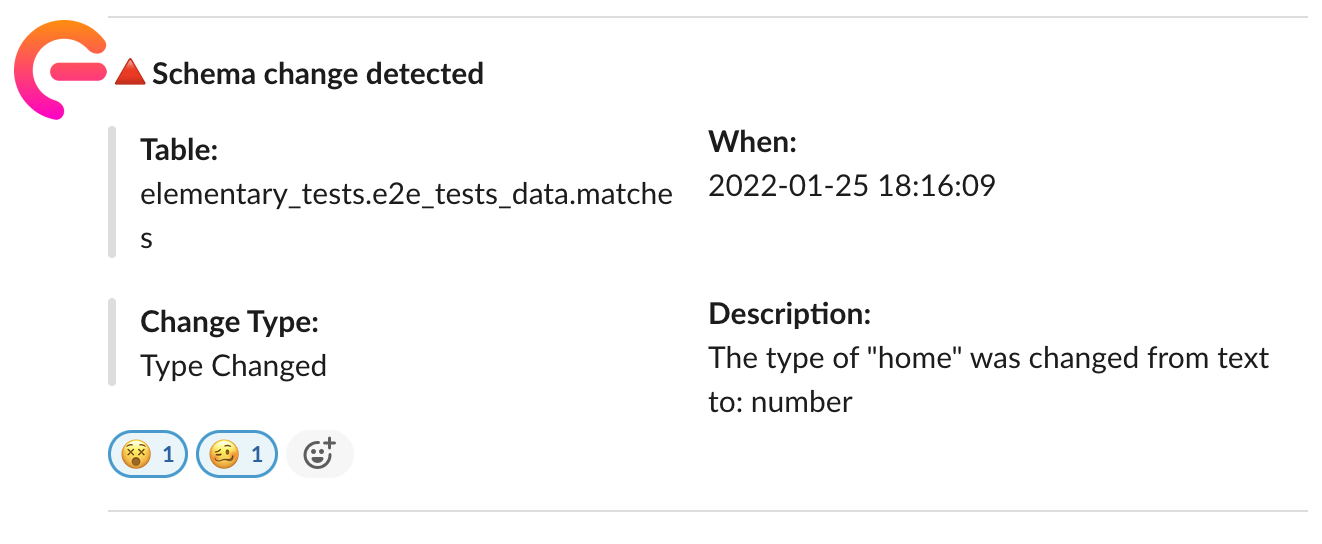 Schema change detected
Table:
elementary_tests.e2e_tests_data.matche
s
When:
2022-01-25 18:16:09
Change Type:
Type Changed
Description:
The type of "home" was changed from text
to: number
1 1